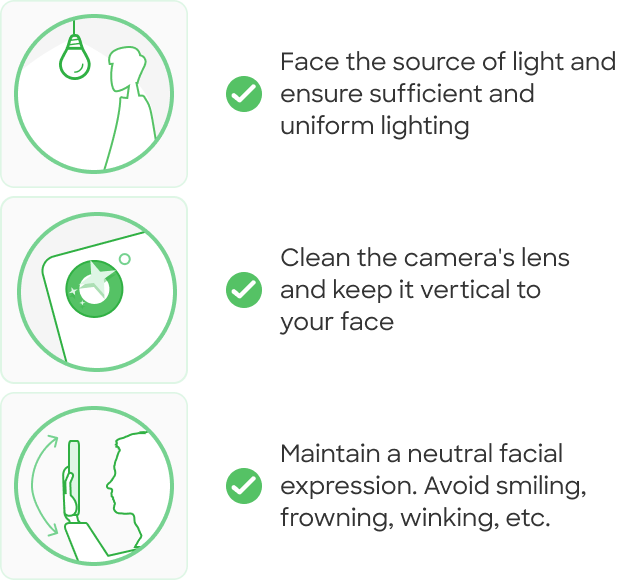 Face the source of light and
ensure sufficient and
uniform lighting
Clean the camera's lens
and keep it vertical to
your face
Maintain a neutral facial
expression. Avoid smiling,
frowning, winking, etc.